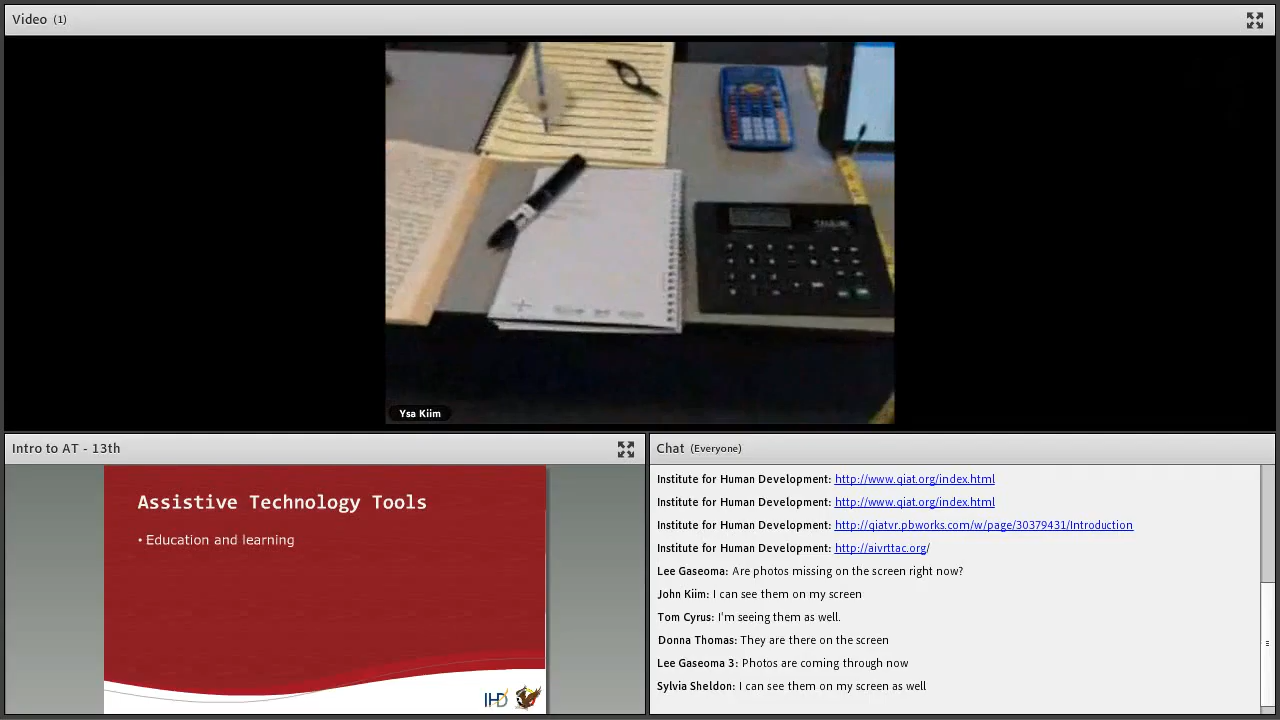 Video (1)
Ysa Kiim
Intro to AT - 13th
Assistive Technology Tools
• Education and learning
IHD
Chat (Everyone)
Institute for Human Development: http://www.qiat.org/index.html
Institute for Human Development: http://www.qiat.org/index.html
Institute for Human Development: http://qiatvr.pbworks.com/w/page/30379431/Introduction
Institute for Human Development: http://aivrttac.org/
Lee Gaseoma: Are photos missing on the screen right now?
John Kiim: I can see them on my screen
Tom Cyrus: I'm seeing them as well.
Donna Thomas: They are there on the screen
Lee Gaseoma 3: Photos are coming through now
Sylvia Sheldon: I can see them on my screen as well